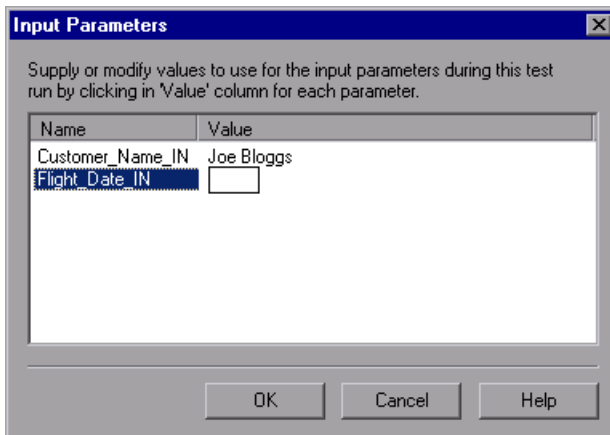 Input Parameters
Supply or modify values to use for the input parameters during this test
run by clicking in 'Value' column for each parameter.
Name Value
Customer_Name_IN Joe Bloggs
Flight_Date_IN
OK Cancel Help